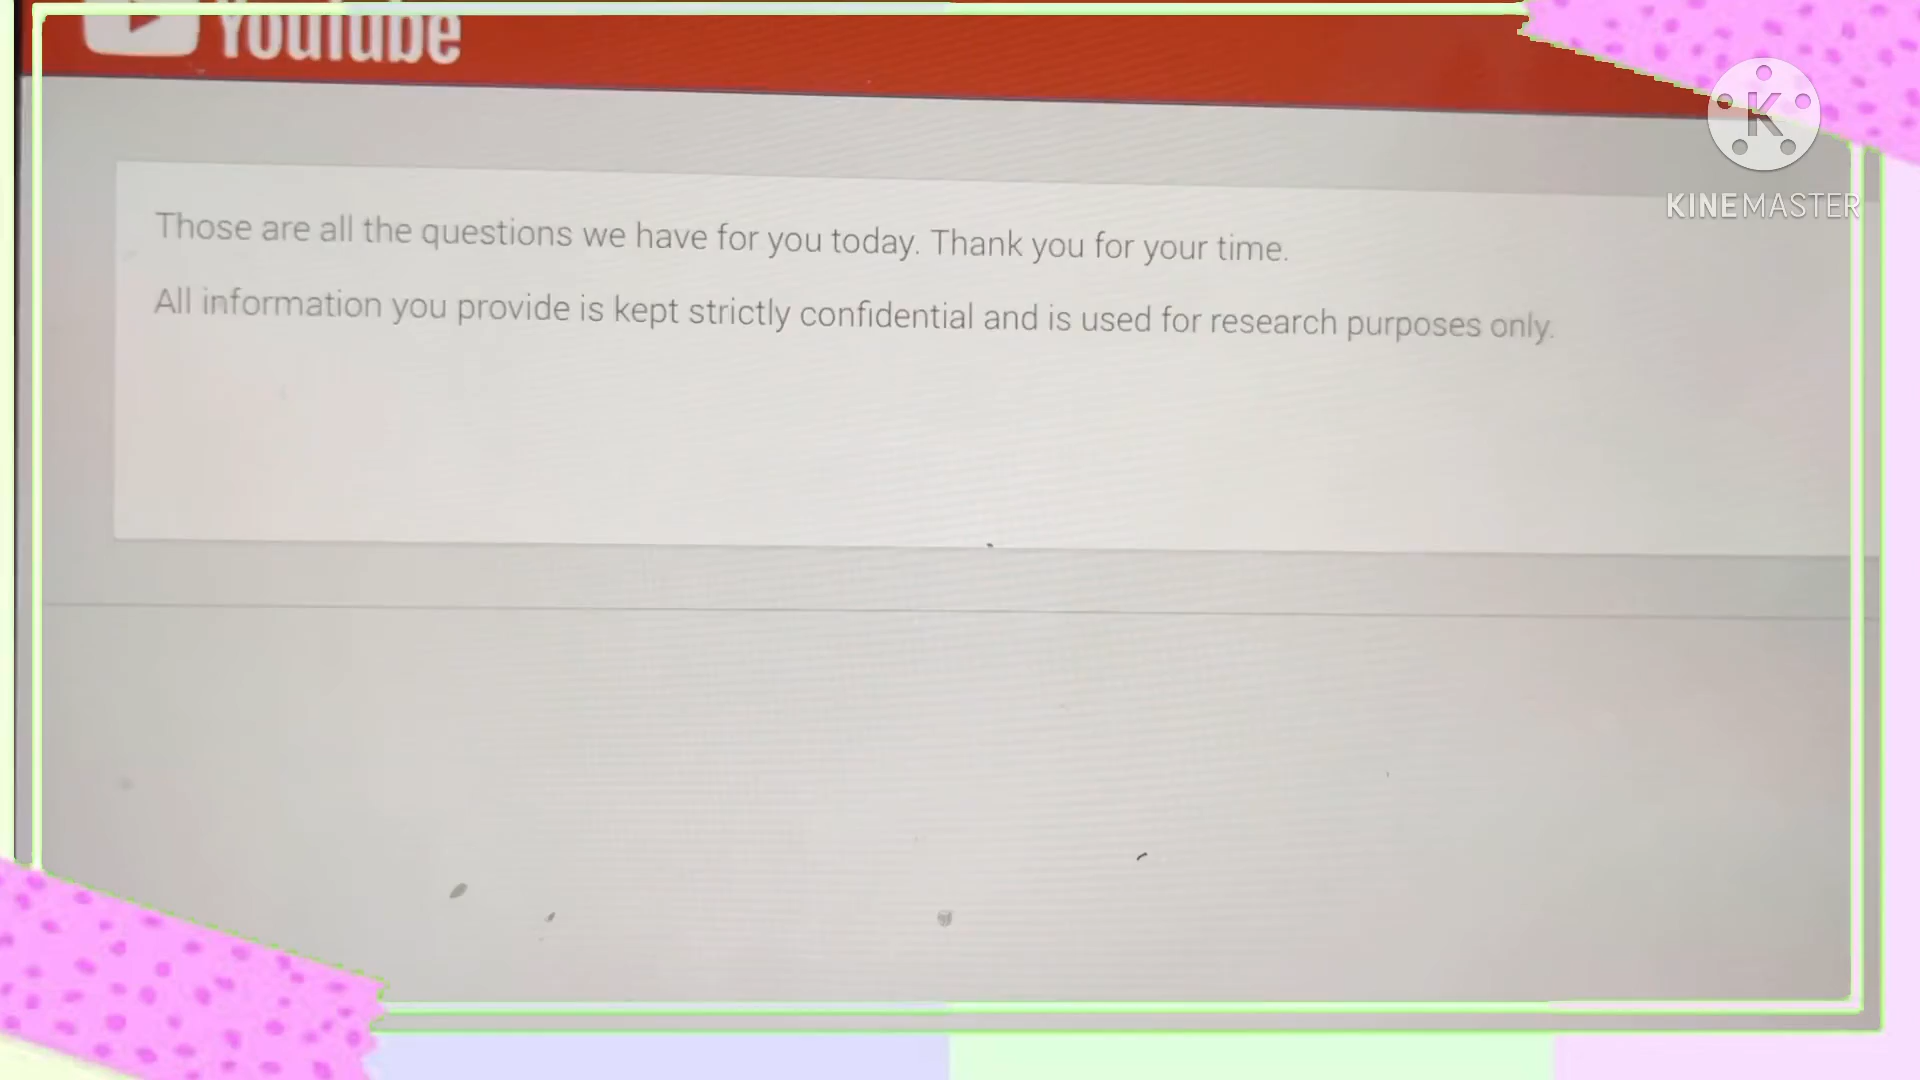 YouTube
KINEMASTER
Those are all the questions we have for you today. Thank you for your time.
All information you provide is kept strictly confidential and is used for research purposes only.